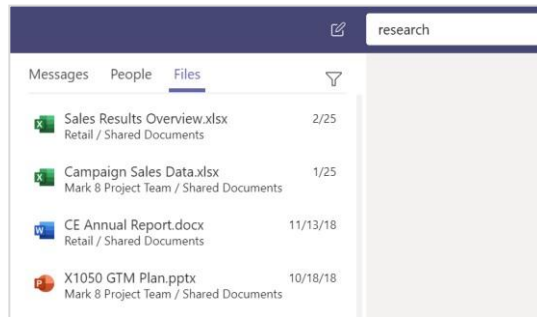 research
Messages People Files
Sales Results Overview.xlsx 2/25
Retail / Shared Documents
Campaign Sales Data.xlsx 1/25
Mark 8 Project Team / Shared Documents
CE Annual Report.docx 11/13/18
Retail / Shared Documents
X1050 GTM Plan.pptx 10/18/18
Mark 8 Project Team / Shared Documents